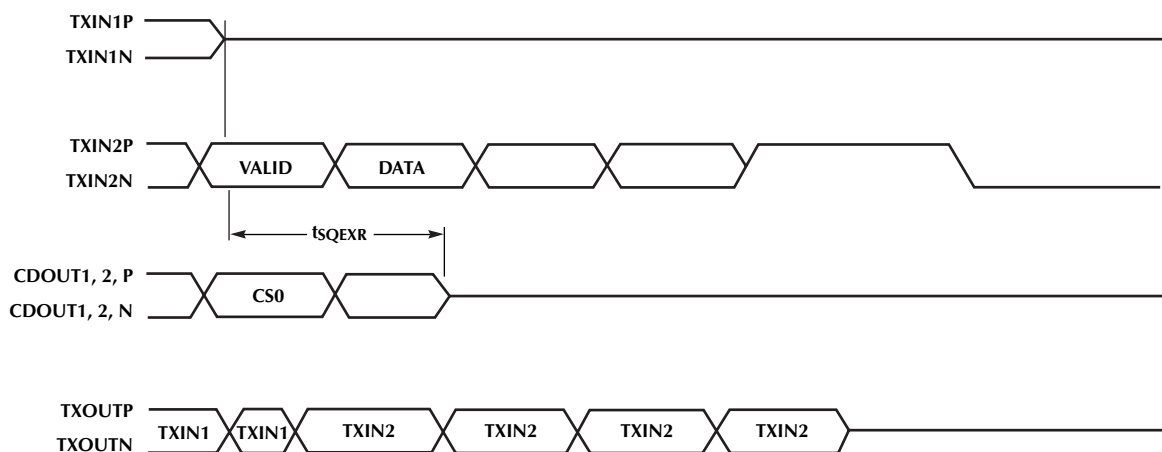 TXIN1P
TXIN1N
TXIN2P
TXIN2N
VALID
DATA
tSQEXR
CDOUT1, 2, P
CDOUT1, 2, N
CS0
TXOUTP
TXOUTN
TXIN1
TXIN1
TXIN2
TXIN2
TXIN2
TXIN2